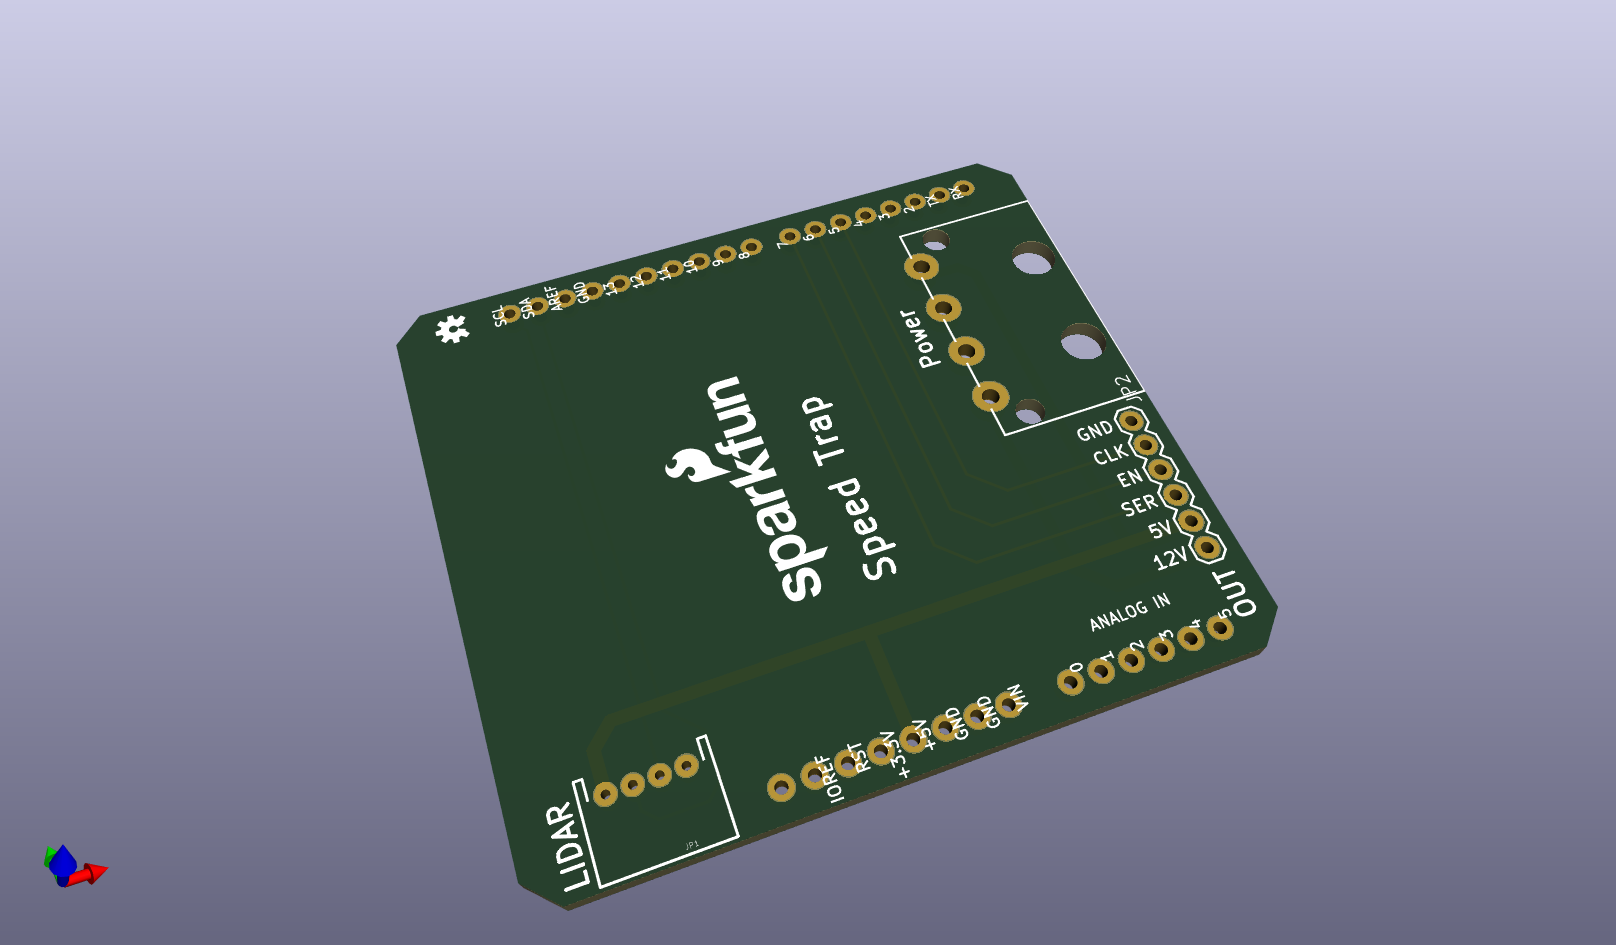 SCL
SDA
AREF
GND
13
12
11
10
9
8
7
6
5
4
3
2
TX
RX
Power
JP2
sparkfun
Speed Trap
GND
CLK
EN
SER
5V
12V
OUT
ANALOG IN
0
1
2
3
4
5
IOREF
RST
+3.3V
+5V
GND
GND
VIN
LIDAR
JP1